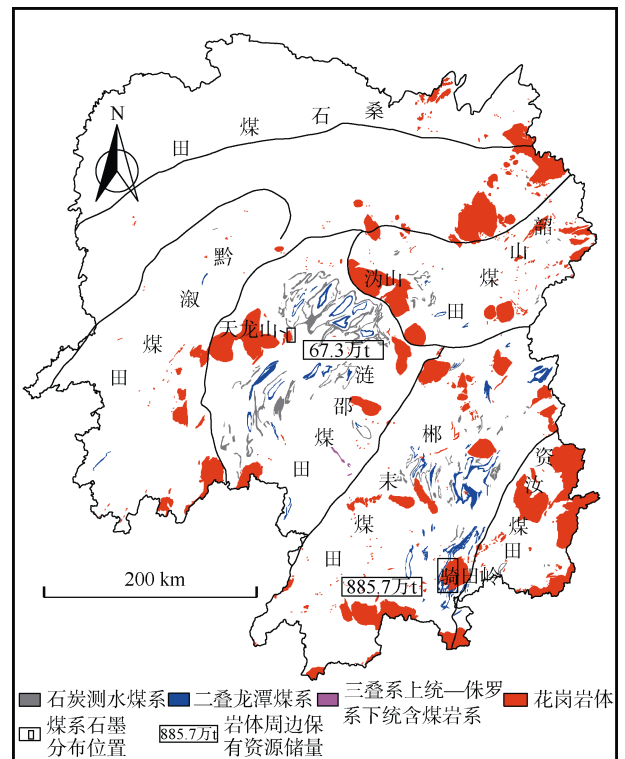 N
桑
石
煤
田
韶
山
煤
田
沩山
黔
溆
煤
田
天龙山
67.3万t
涟
邵
煤
田
郴
耒
煤
田
资
汝
煤
田
骑田岭
885.7万t
200 km
石炭测水煤系
二叠龙潭煤系
三叠系上统—侏罗
系下统含煤岩系
花岗岩体
煤系石墨
分布位置
885.7万t
岩体周边保
有资源储量